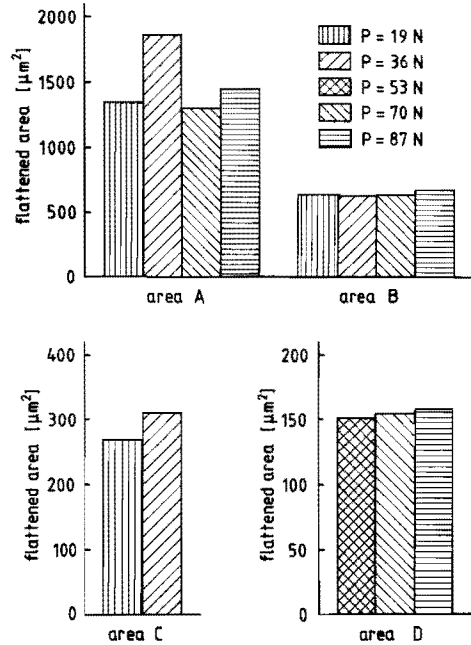 flattened area [µm²]
2000
1500
1000
500
0
area A
area B
P = 19 N
P = 36 N
P = 53 N
P = 70 N
P = 87 N
flattened area [µm²]
400
300
200
100
0
area C
flattened area [µm²]
200
150
100
50
0
area D